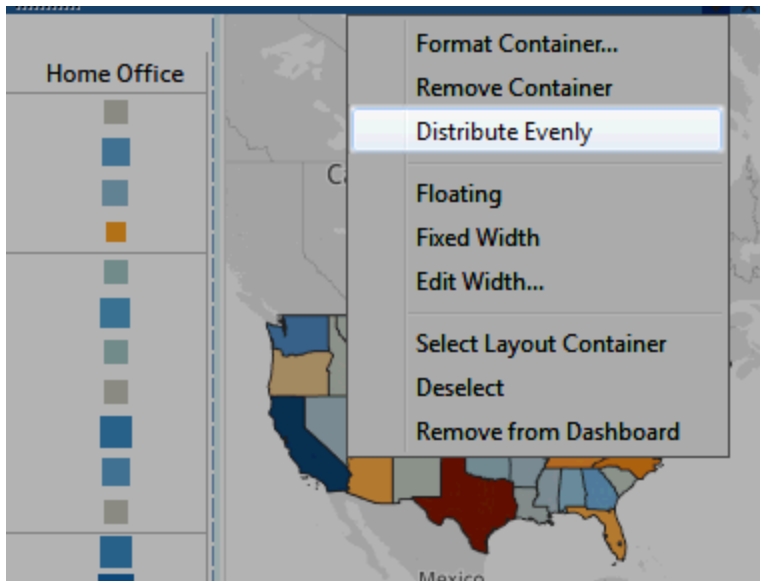 Home Office
Format Container...
Remove Container
Distribute Evenly
Floating
Fixed Width
Edit Width...
Select Layout Container
Deselect
Remove from Dashboard
Mexico